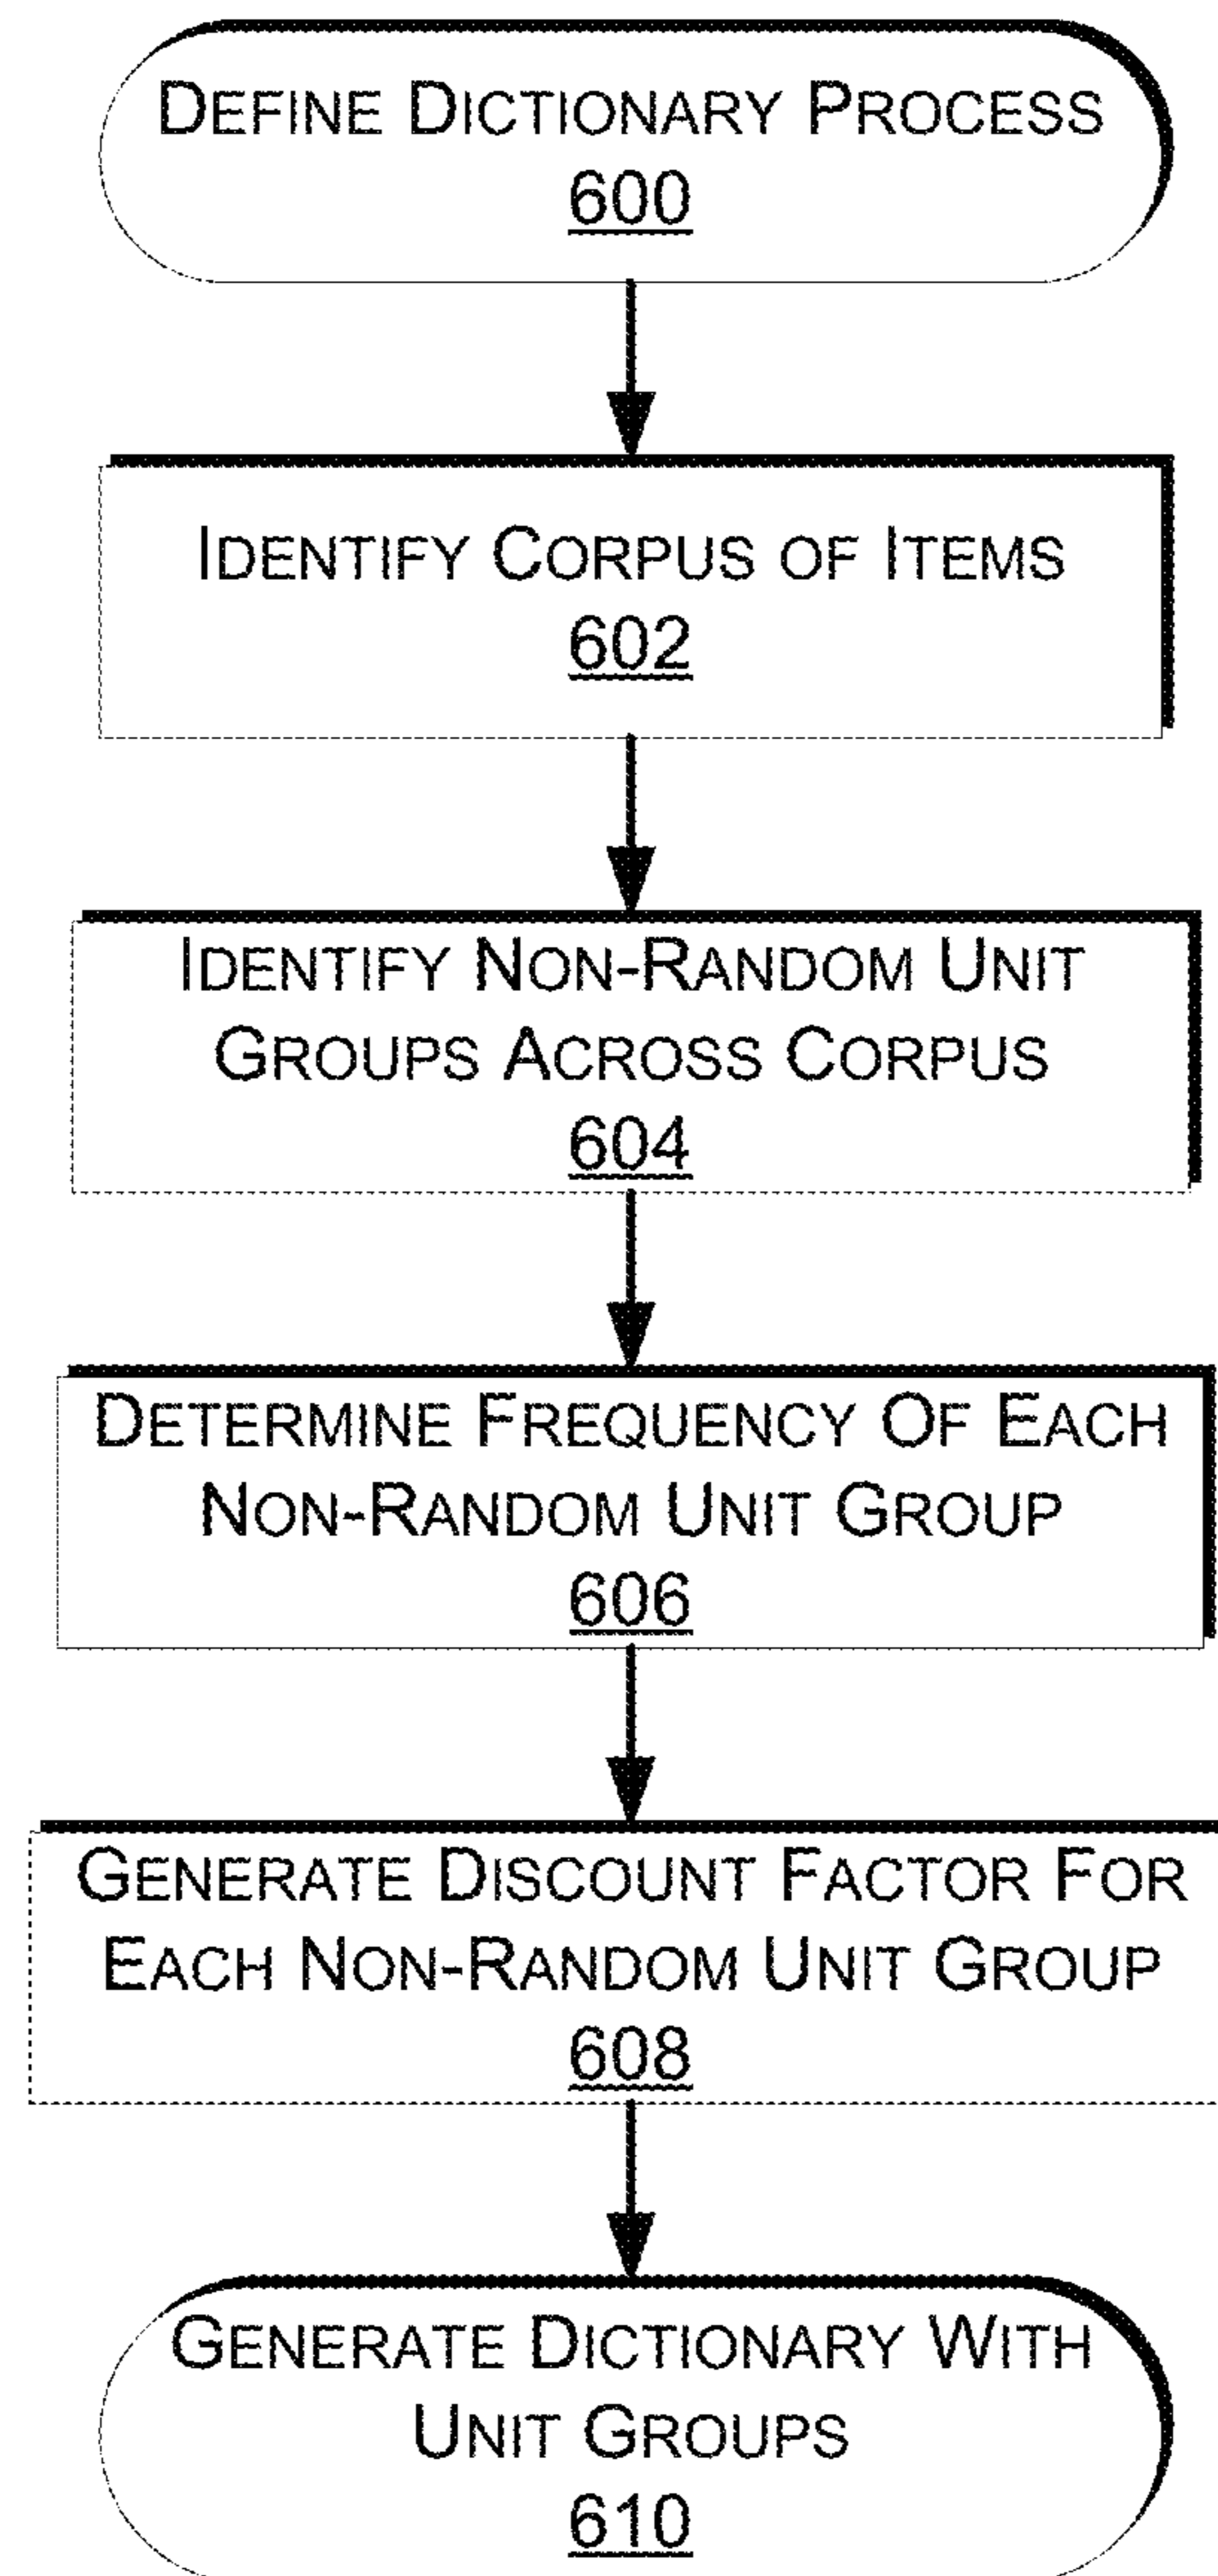 DEFINE DICTIONARY PROCESS
600
IDENTIFY CORPUS OF ITEMS
602
IDENTIFY NON-RANDOM UNIT
GROUPS ACROSS CORPUS
604
DETERMINE FREQUENCY OF EACH
NON-RANDOM UNIT GROUP
606
GENERATE DISCOUNT FACTOR FOR
EACH NON-RANDOM UNIT GROUP
608
GENERATE DICTIONARY WITH
UNIT GROUPS
610